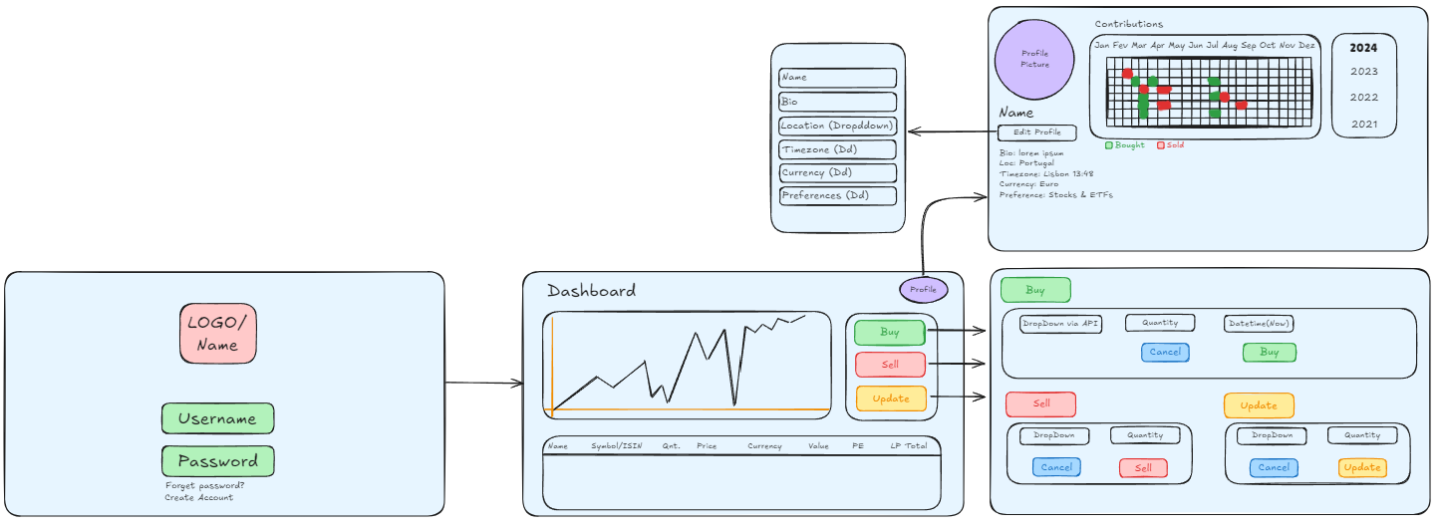 LOGO/
Name
Username
Password
Forget password?
Create Account
Dashboard
Profile
Buy
Sell
Update
Name Symbol/ISIN Qnt. Price Currency Value PE LP Total
Name
Bio
Location (Dropddown)
Timezone (Dd)
Currency (Dd)
Preferences (Dd)
Profile
Picture
Name
Edit Profile
Bio: lorem ipsum
Loc: Portugal
Timezone: Lisbon 13:48
Currency: Euro
Preference: Stocks & ETFs
Contributions
Jan Fev Mar Apr May Jun Jul Aug Sep Oct Nov Dez
Bought Sold
2024
2023
2022
2021
Buy
DropDown via API Quantity Datetime(Now)
Cancel Buy
Sell
DropDown Quantity
Cancel Sell
Update
DropDown Quantity
Cancel Update